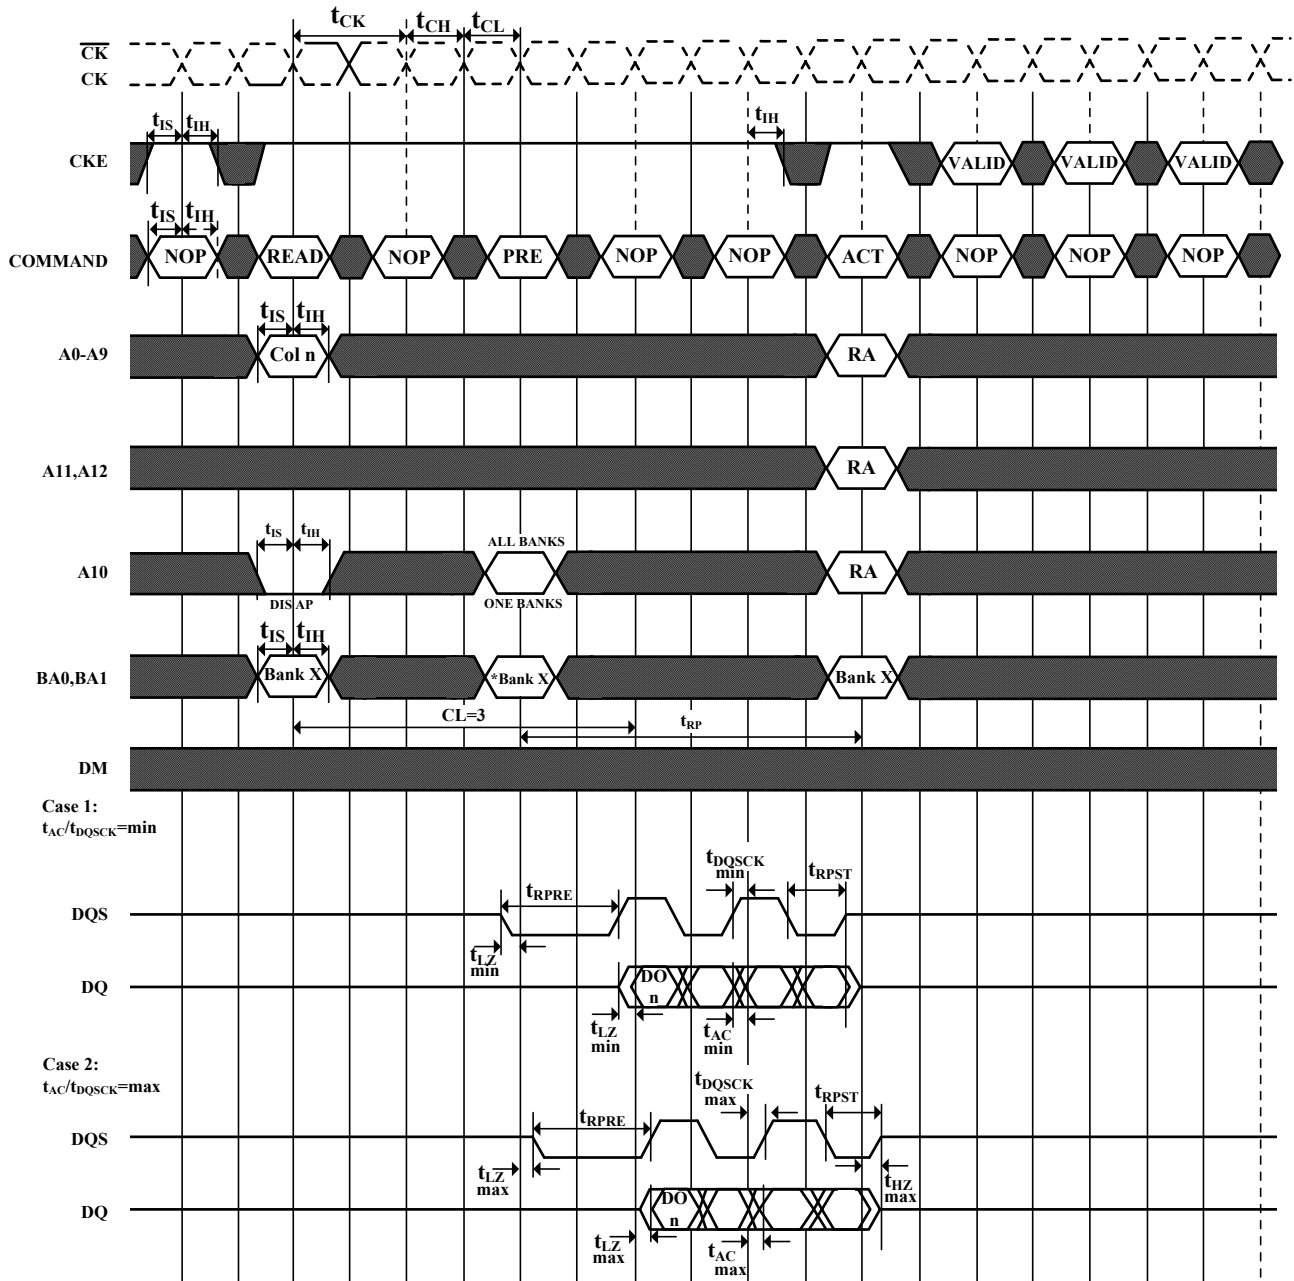 tCK tCH tCL
CK
CK
tIS tIH tIH
CKE VALID VALID VALID
tIS tIH
COMMAND NOP READ NOP PRE NOP NOP ACT NOP NOP NOP
tIS tIH
A0-A9 Col n RA
A11,A12 RA
tIS tIH ALL BANKS
A10 RA
DIS AP ONE BANKS
tIS tIH
BA0,BA1 Bank X *Bank X Bank X
CL=3 tRP
DM
Case 1:
tAC/tDQSCK=min
tDQSCK
min
tRPST
tRPRE
DQS
tLZ
min
DQ DO
n
tLZ
min
tAC
min
Case 2:
tAC/tDQSCK=max
tDQSCK
max
tRPST
tRPRE
DQS
tLZ
max
tHZ
max
DQ DO
n
tLZ
max
tAC
max